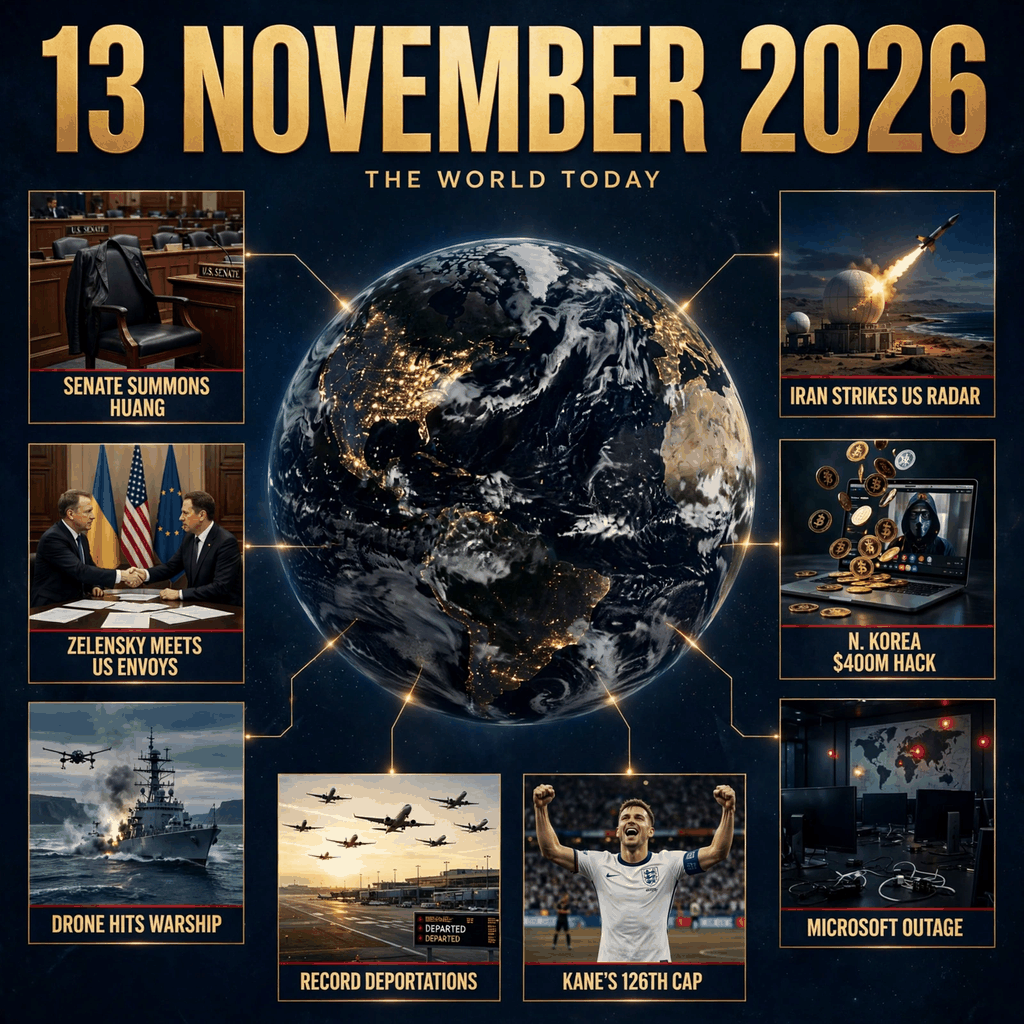 13 NOVEMBER 2026
THE WORLD TODAY
U.S. SENATE
U.S. SENATE
SENATE SUMMONS
HUANG
IRAN STRIKES US RADAR
ZELENSKY MEETS
US ENVOYS
N. KOREA
$400M HACK
DRONE HITS WARSHIP
DEPARTED
DEPARTED
RECORD DEPORTATIONS
KANE'S 126TH CAP
MICROSOFT OUTAGE